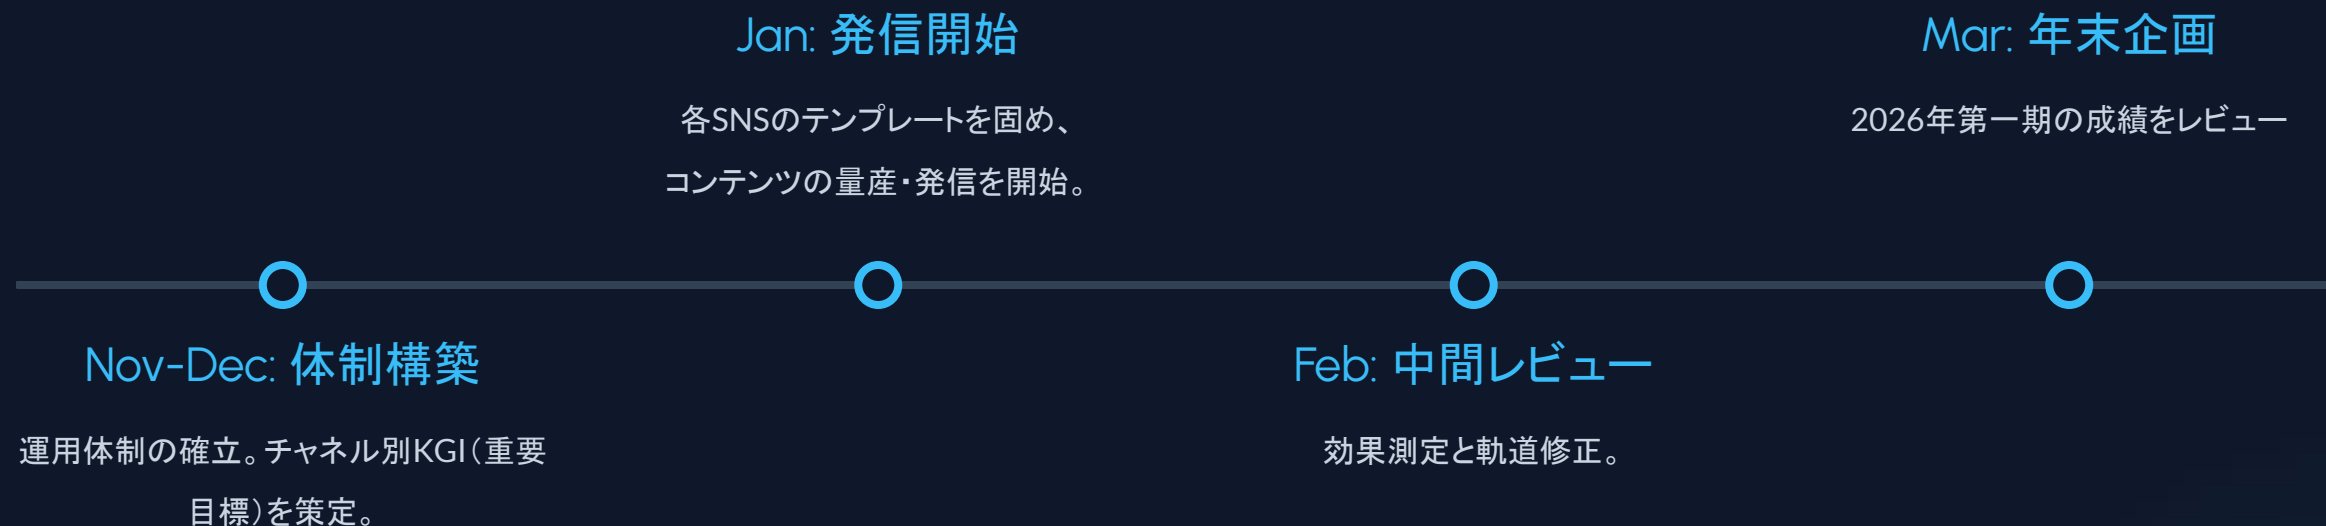 Jan: 発信開始
各SNSのテンプレートを固め、
コンテンツの量産・発信を開始。
Mar: 年末企画
2026年第一期の成績をレビュー
Nov-Dec: 体制構築
運用体制の確立。チャネル別KGI（重要
目標）を策定。
Feb: 中間レビュー
効果測定と軌道修正。